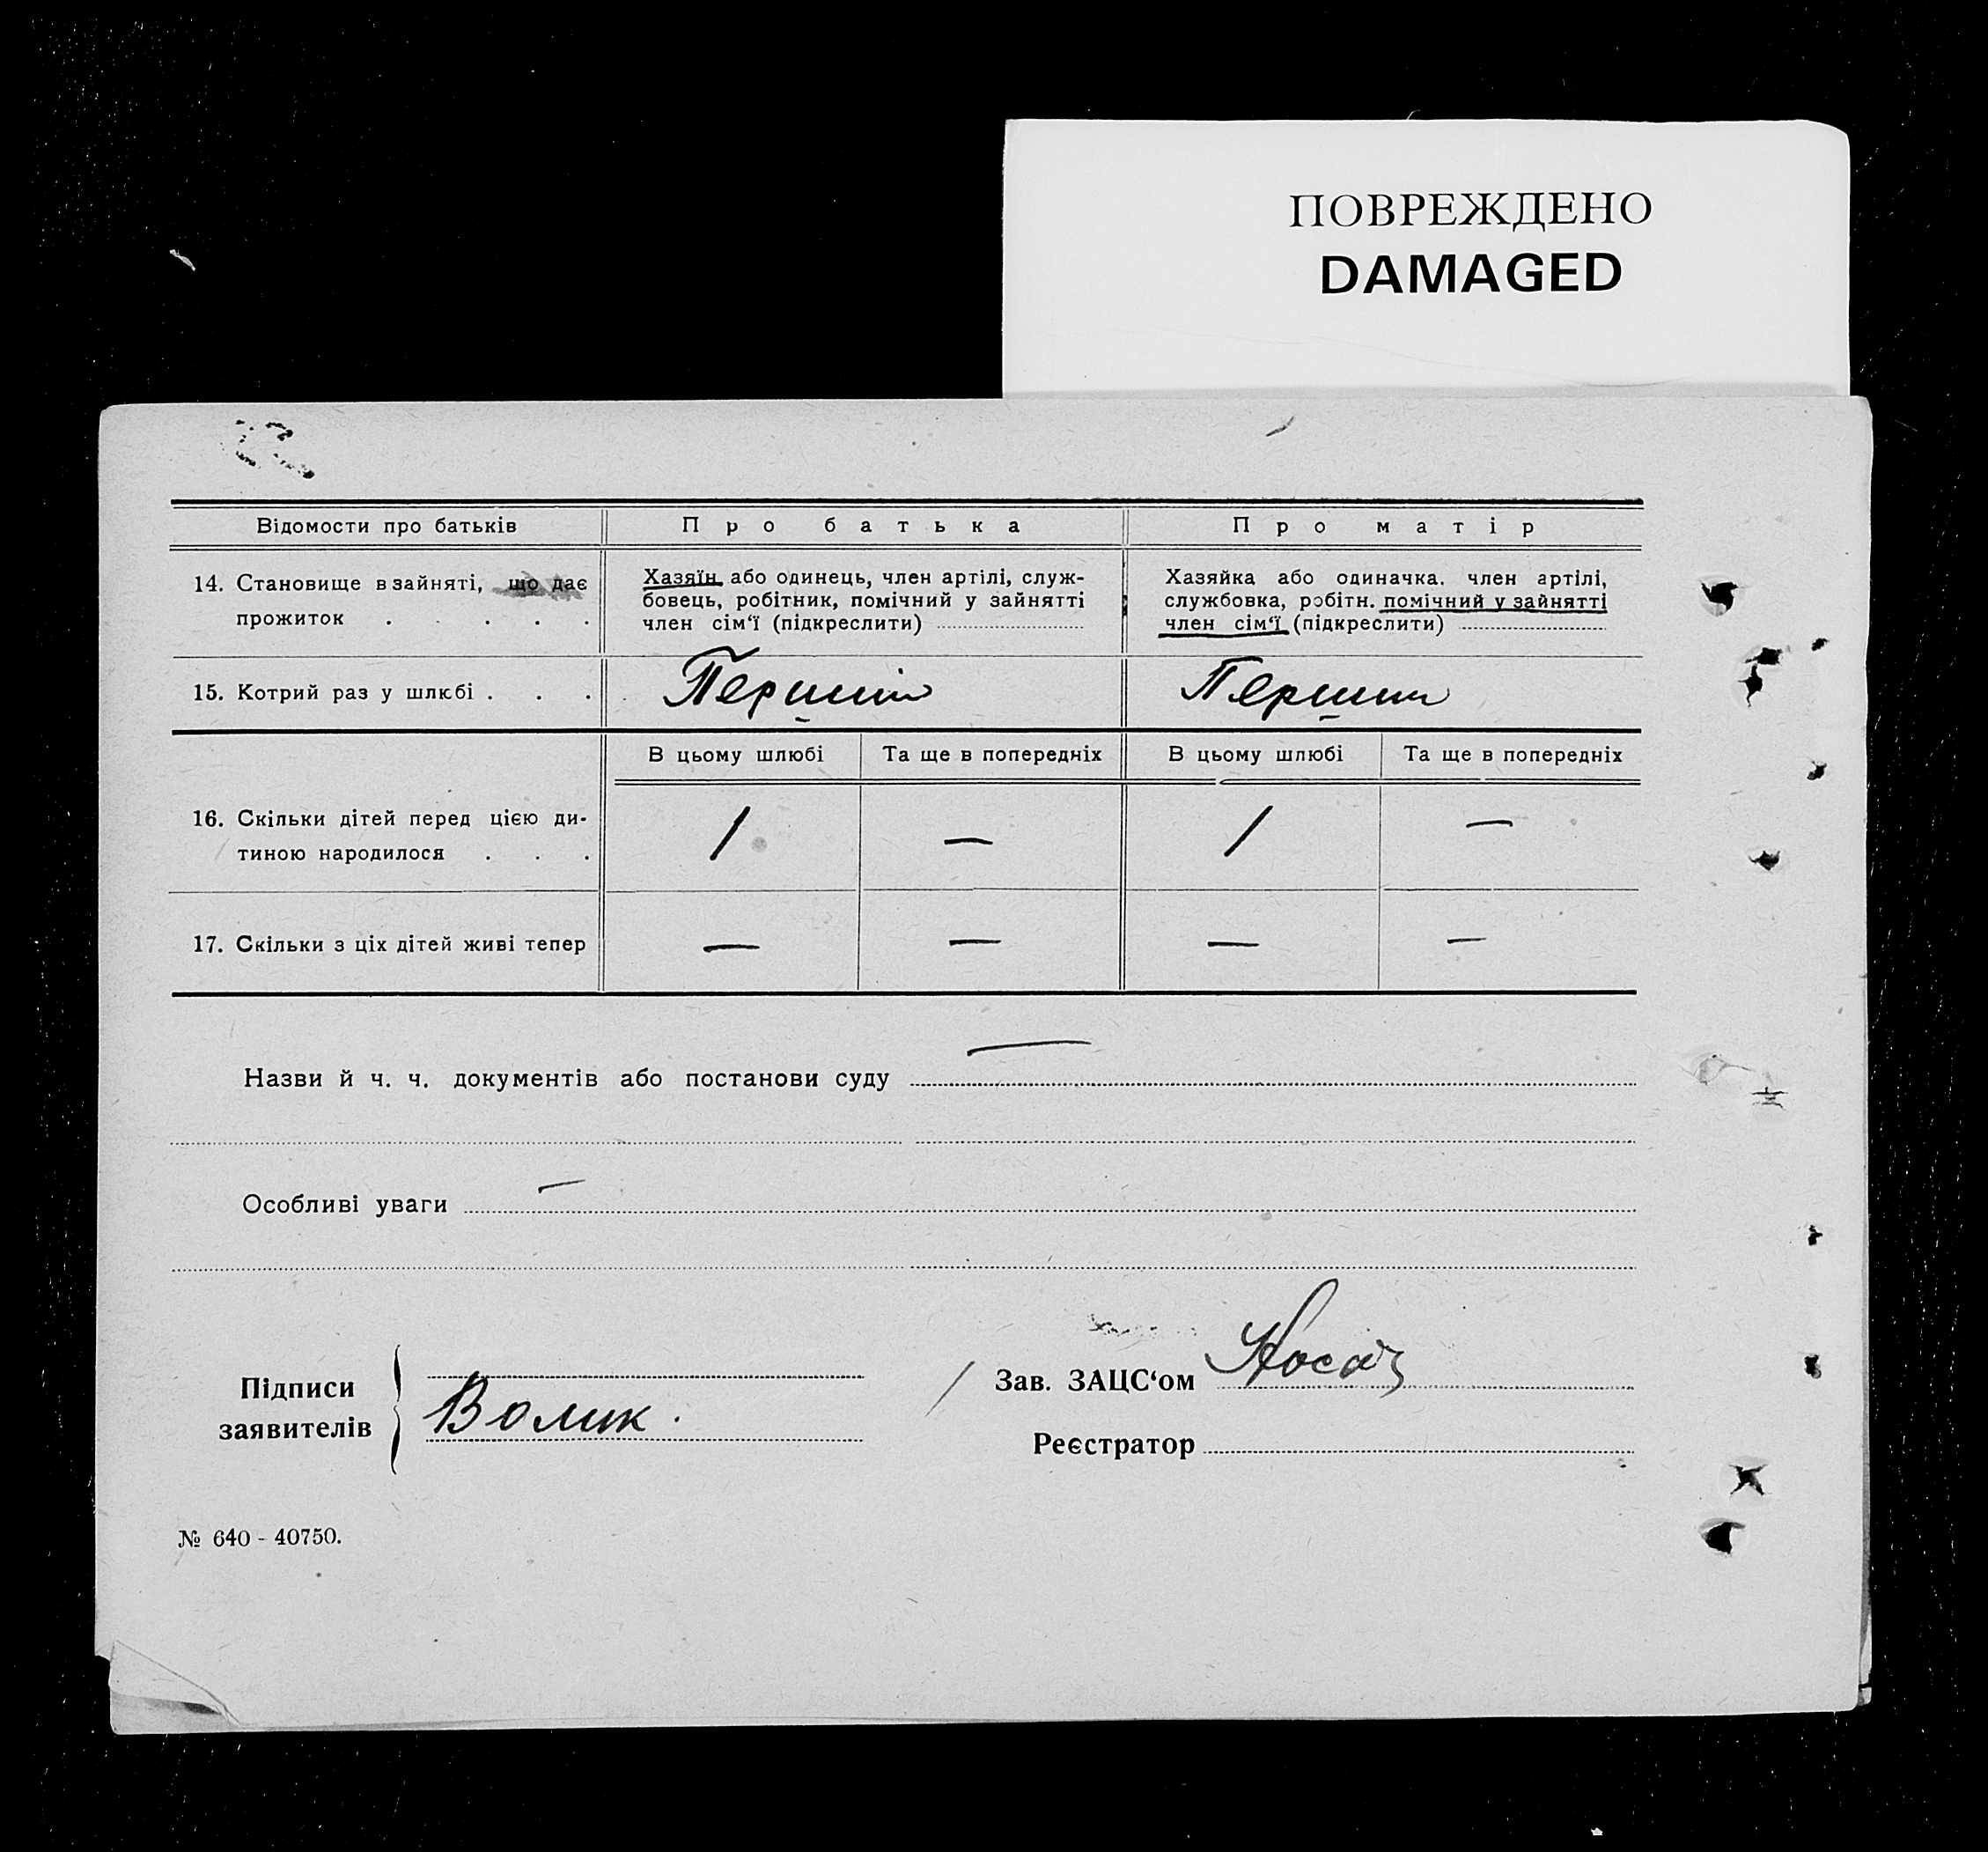 ПОВРЕЖДЕНО
DAMAGED
Відомости про батьків
Про батька
Про матір
14. Становище в зайняті, що дає
прожиток . . . . .
Хазяїн або одинець, член артілі, служ-
бовець, робітник, помічний у зайнятті
член сім‘ї (підкреслити)
Хазяйка або одиначка. член артілі,
службовка, робітн. помічний у зайнятті
член сім‘ї (підкреслити)
15. Котрий раз у шлюбі . . .
Перший
Перший
В цьому шлюбі
Та ще в попередніх
В цьому шлюбі
Та ще в попередніх
16. Скільки дітей перед цією ди-
тиною народилося . . .
1
—
1
—
17. Скільки з ціх дітей живі тепер
—
—
—
—
Назви й ч. ч. документів або постанови суду —
Особливі уваги —
Підписи
заявителів
Волик.
Зав. ЗАЦС‘ом
Реєстратор
№ 640 - 40750.